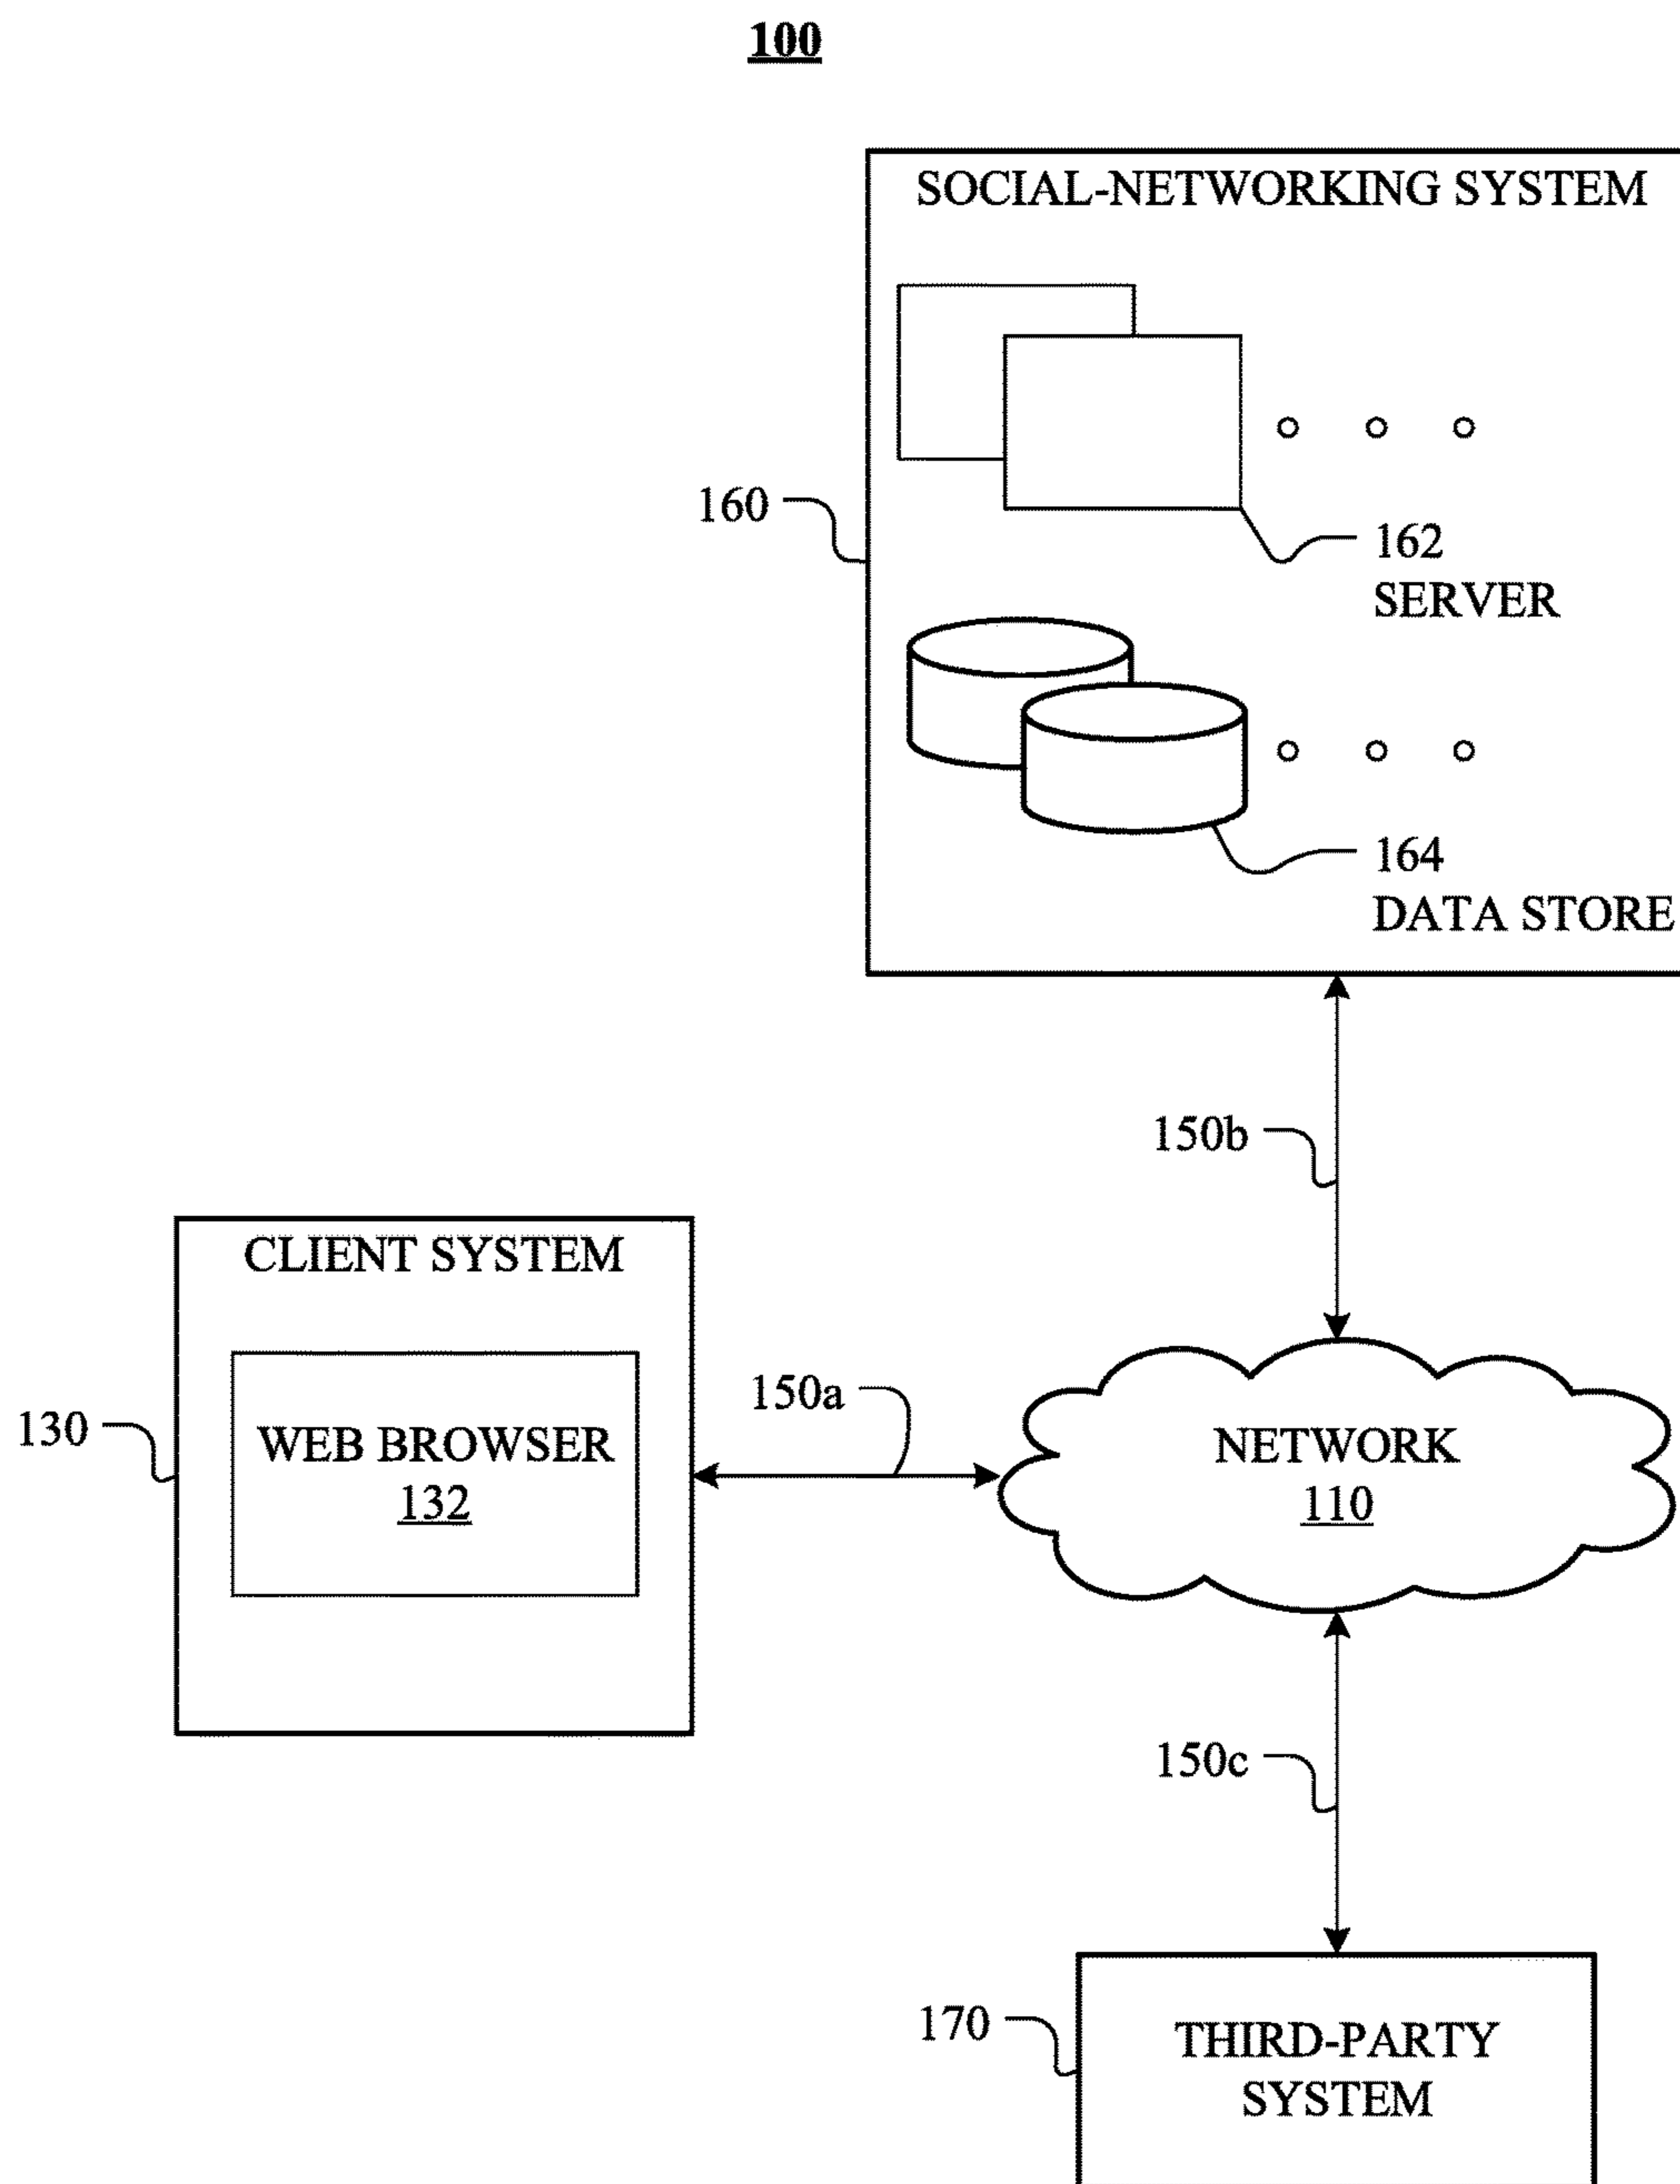 100
SOCIAL-NETWORKING SYSTEM
160
162
SERVER
164
DATA STORE
150b
CLIENT SYSTEM
150a
130
WEB BROWSER
132
NETWORK
110
150c
170
THIRD-PARTY
SYSTEM